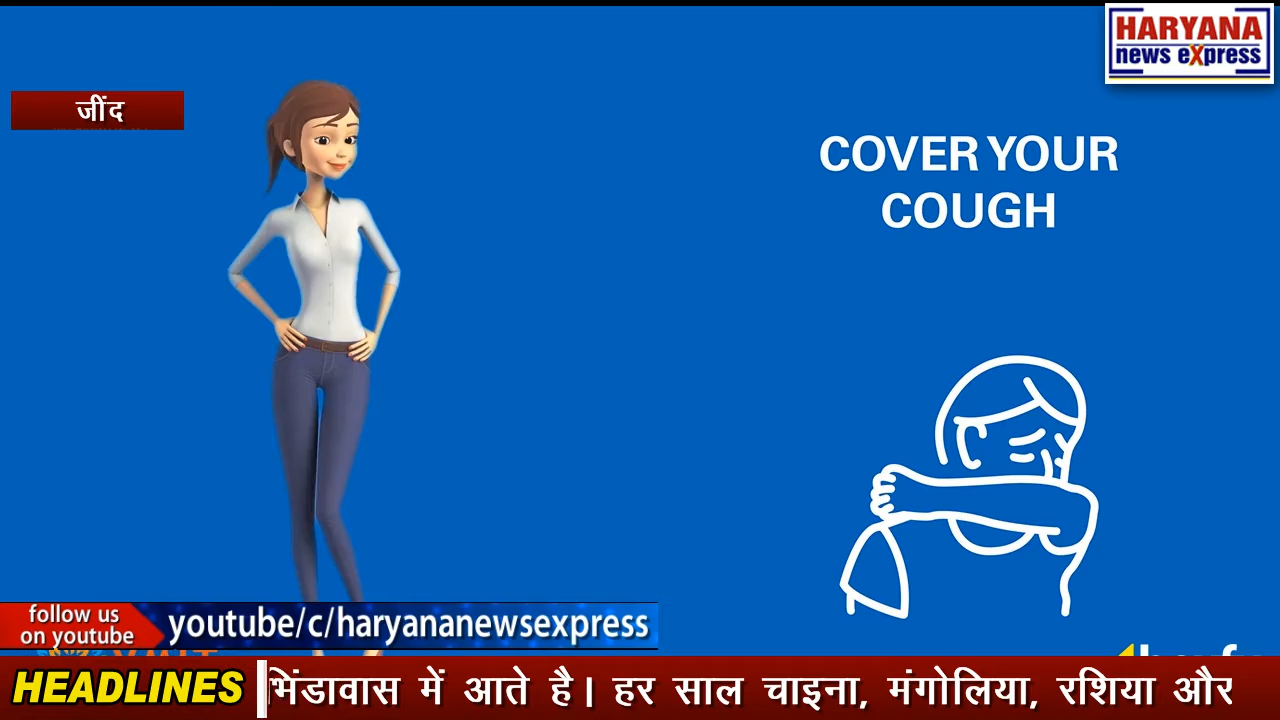 HARYANA
news eXpress
जींद
COVER YOUR
COUGH
follow us
on youtube
youtube/c/haryananewsexpress
HEADLINES
भिंडावास में आते है। हर साल चाइना, मंगोलिया, रशिया और